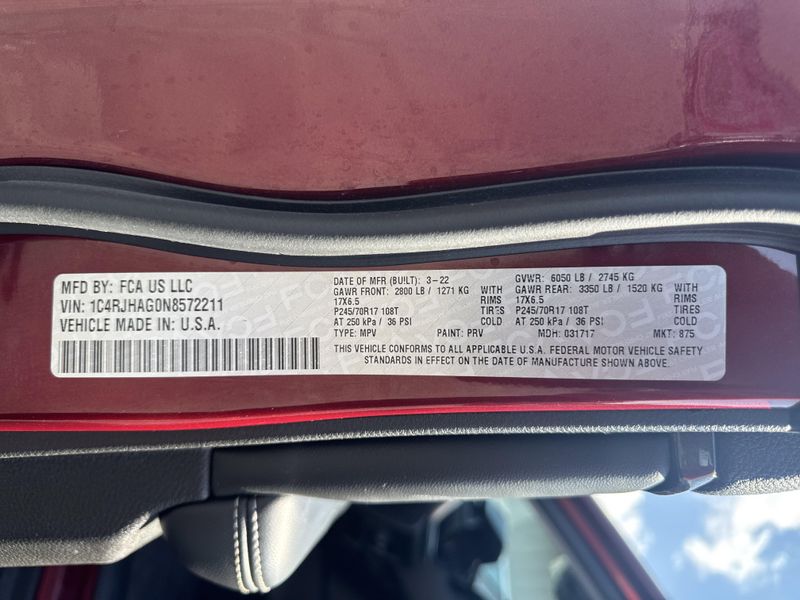 MFD BY: FCA US LLC
VIN: 1C4RJHAG0N8572211
VEHICLE MADE IN: U.S.A.
DATE OF MFR (BUILT): 3-22
GAWR FRONT: 2800 LB / 1271 KG WITH
17X6.5 RIMS
P245/70R17 108T TIRES
AT 250 kPa / 36 PSI COLD
TYPE: MPV PAINT: PRV
GVWR: 6050 LB / 2745 KG
GAWR REAR: 3350 LB / 1520 KG WITH
17X6.5 RIMS
P245/70R17 108T TIRES
AT 250 kPa / 36 PSI COLD
MDH: 031717 MKT: 875
THIS VEHICLE CONFORMS TO ALL APPLICABLE U.S.A. FEDERAL MOTOR VEHICLE SAFETY
STANDARDS IN EFFECT ON THE DATE OF MANUFACTURE SHOWN ABOVE.